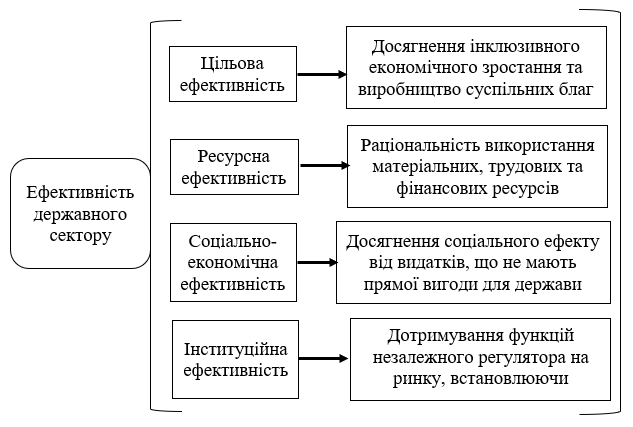 Ефективність
державного
сектору
Цільова
ефективність
Досягнення інклюзивного
економічного зростання та
виробництво суспільних благ
Ресурсна
ефективність
Раціональність використання
матеріальних, трудових та
фінансових ресурсів
Соціально-
економічна
ефективність
Досягнення соціального ефекту
від видатків, що не мають
прямої вигоди для держави
Інституційна
ефективність
Дотримування функцій
незалежного регулятора на
ринку, встановлюючи